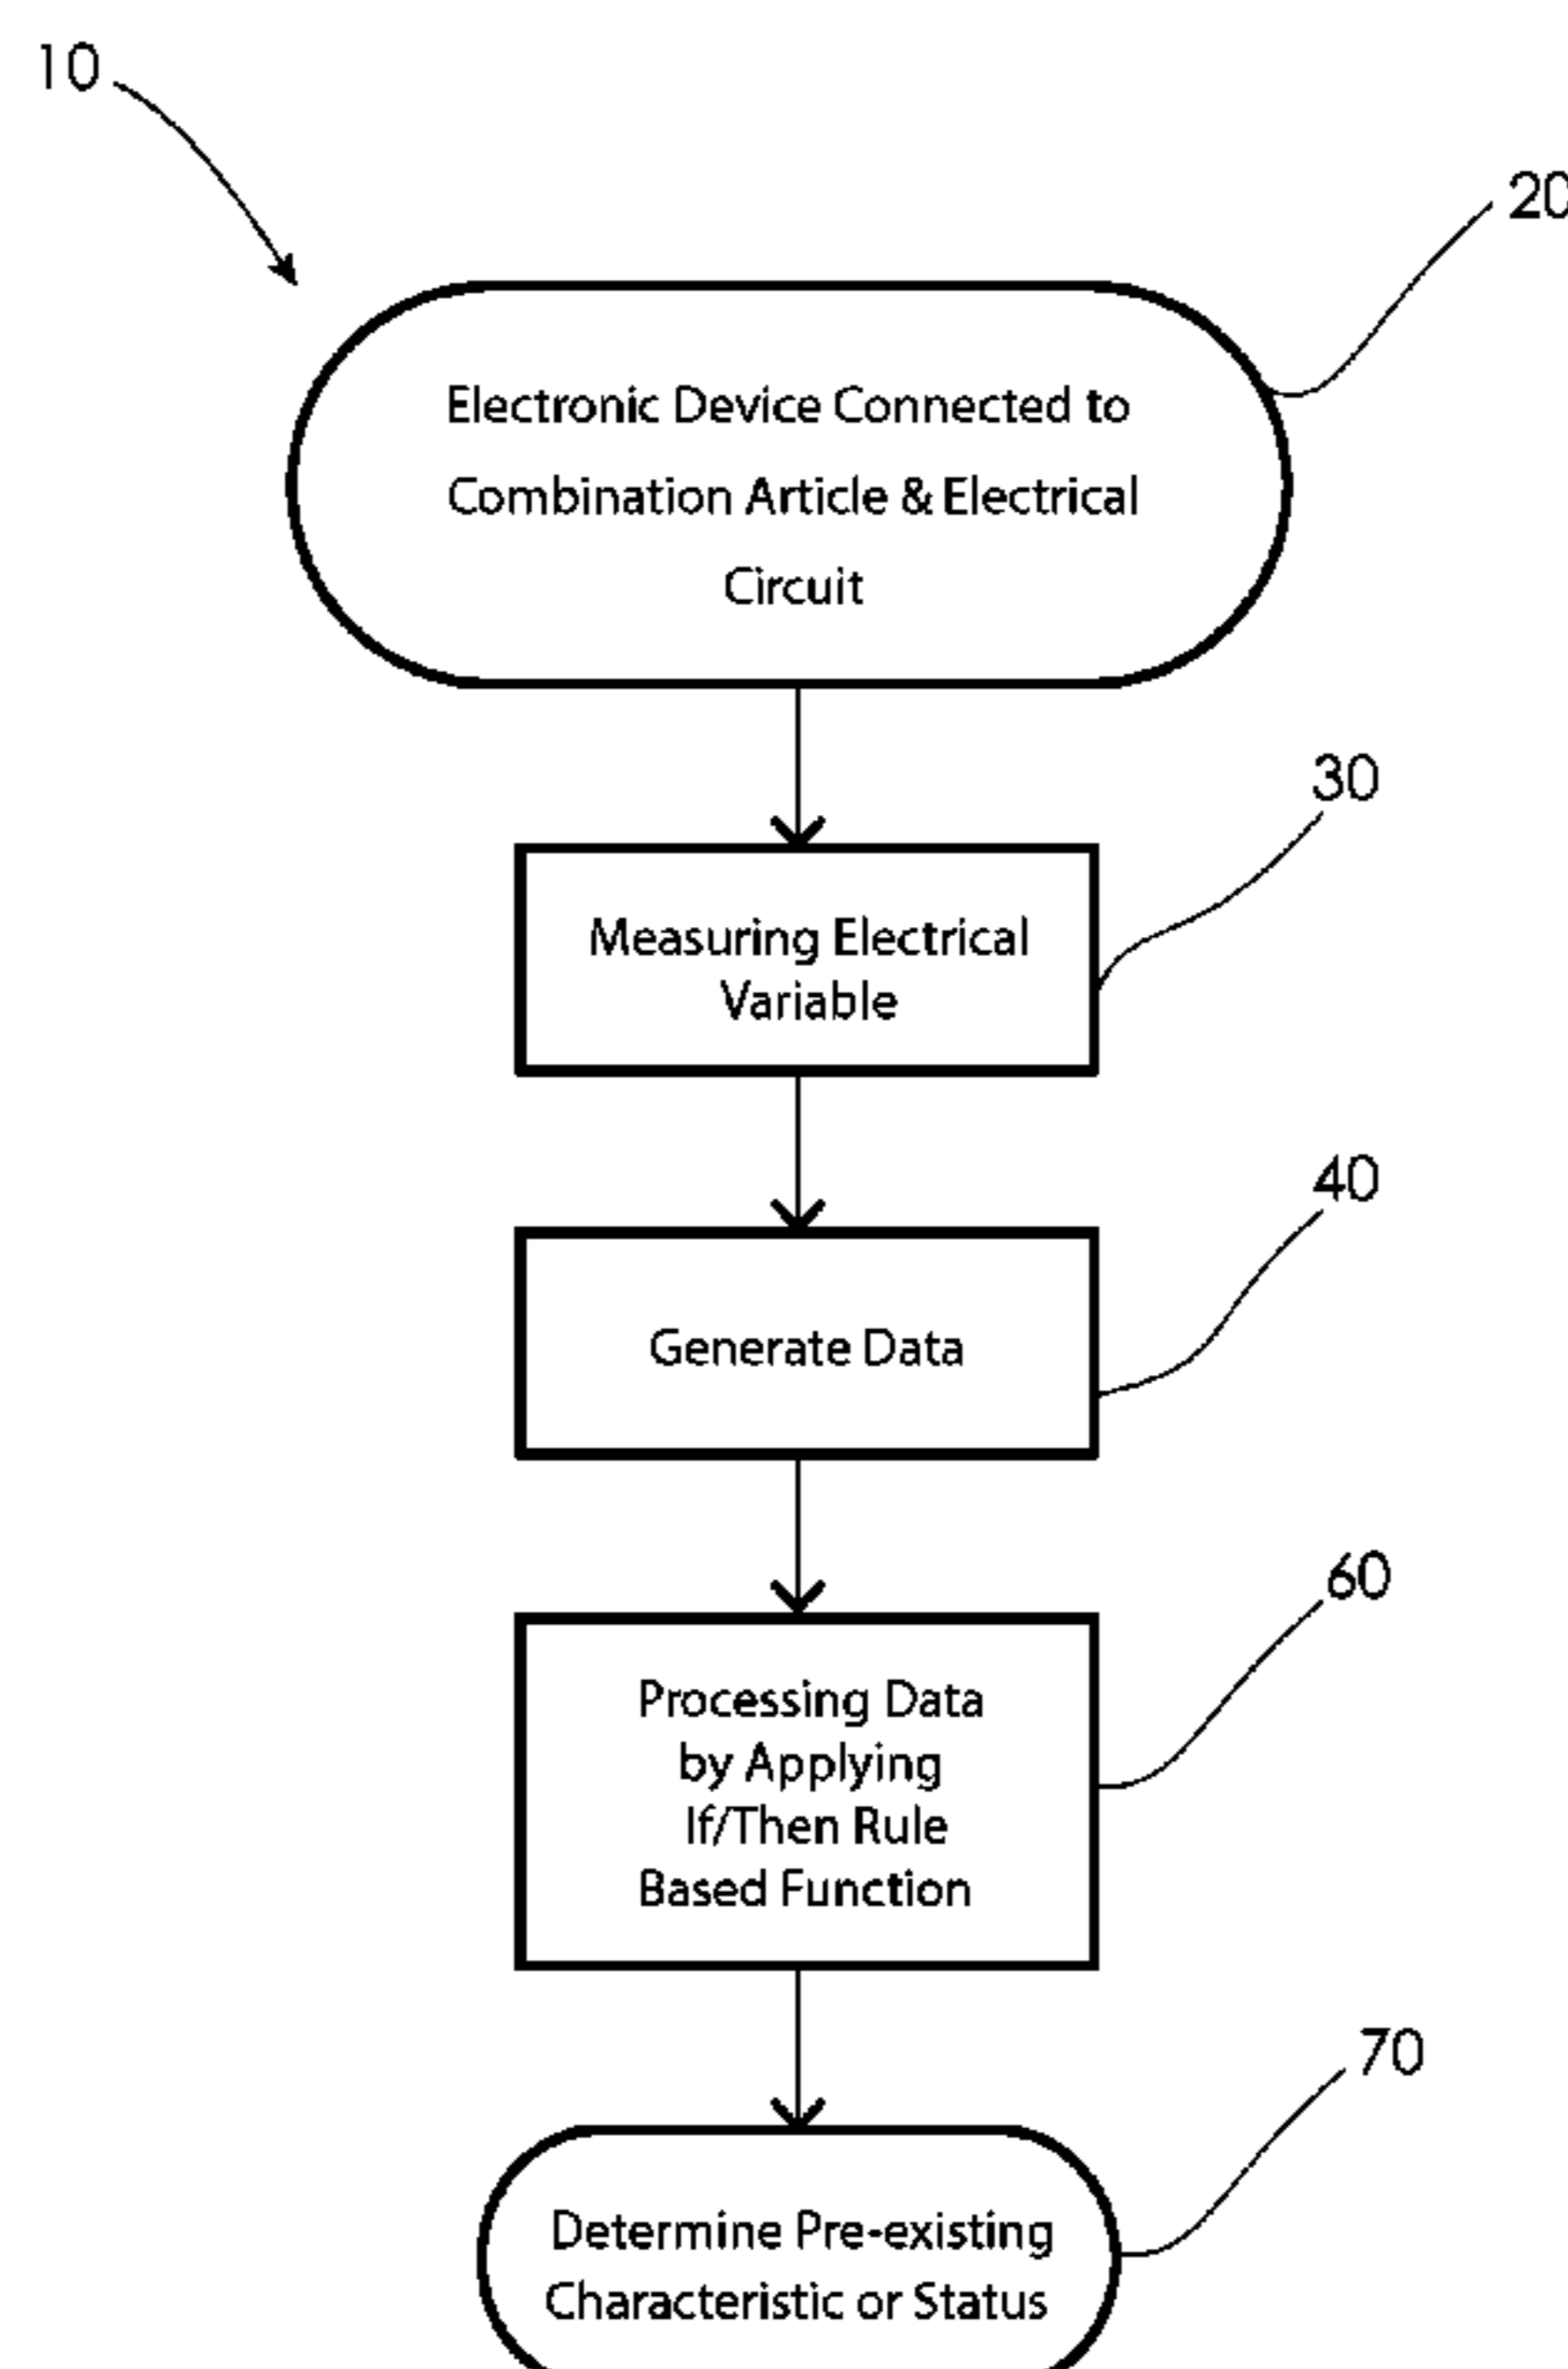 10
20
Electronic Device Connected to
Combination Article & Electrical
Circuit
30
Measuring Electrical
Variable
40
Generate Data
60
Processing Data
by Applying
If/Then Rule
Based Function
70
Determine Pre-existing
Characteristic or Status